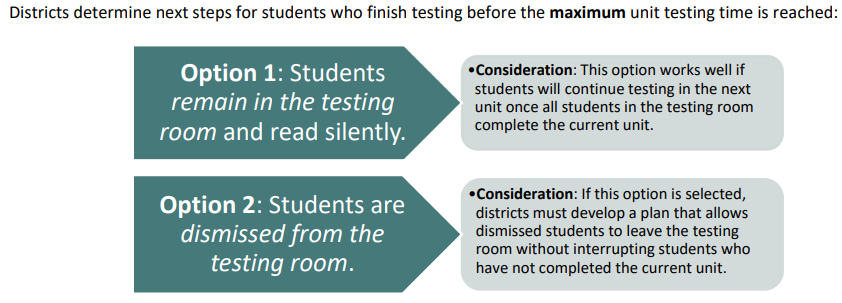 Districts determine next steps for students who finish testing before the maximum unit testing time is reached:
Option 1: Students
remain in the testing
room and read silently.
•Consideration: This option works well if
students will continue testing in the next
unit once all students in the testing room
complete the current unit.
Option 2: Students are
dismissed from the
testing room.
•Consideration: If this option is selected,
districts must develop a plan that allows
dismissed students to leave the testing
room without interrupting students who
have not completed the current unit.